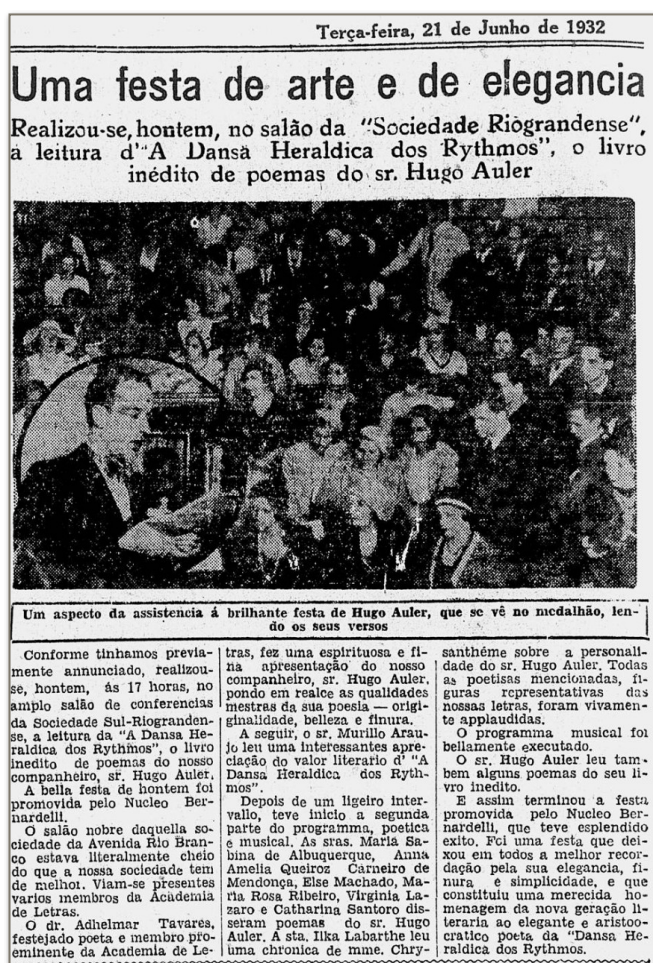 Terça-feira, 21 de Junho de 1932
Uma festa de arte e de elegancia
Realizou-se, hontem, no salão da "Sociedade Riograndense",
a leitura d'"A Dansa Heraldica dos Rythmos", o livro
inédito de poemas do sr. Hugo Auler
Um aspecto da assistencia á brilhante festa de Hugo Auler, que se vê no medalhão, len-
do os seus versos
Conforme tinhamos previa-
mente annunciado, realizou-
se, hontem, ás 17 horas, no
amplo salão de conferencias
da Sociedade Sul-Riogranden-
se, a leitura da "A Dansa He-
raldica dos Rythmos", o livro
inedito de poemas do nosso
companheiro, sr. Hugo Auler.
A bella festa de hontem foi
promovida pelo Nucleo Ber-
nardelli.
O salão nobre daquella so-
ciedade da Avenida Rio Bran-
co estava literalmente cheio
do que a nossa sociedade tem
de melhor. Viam-se presentes
varios membros da Academia
de Letras.
O dr. Adhelmar Tavares,
festejado poeta e membro pro-
eminente da Academia de Le-
tras, fez uma espirituosa e fi-
na apresentação do nosso
companheiro, sr. Hugo Auler,
pondo em realce as qualidades
mestras da sua poesia — ori-
ginalidade, belleza e finura.
A seguir, o sr. Murillo Arau-
jo leu uma interessantes apre-
ciação do valor literario d' "A
Dansa Heraldica dos Ryth-
mos".
Depois de um ligeiro inter-
vallo, teve inicio a segunda
parte do programma, poetica
e musical. As sras. Maria Sa-
bina de Albuquerque, Anna
Amelia Queiroz Carneiro de
Mendonça, Else Machado, Ma-
ria Rosa Ribeiro, Virginia La-
zaro e Catharina Santoro dis-
seram poemas do sr. Hugo
Auler. A sta. Ilka Labarthe leu
uma chronica de mme. Chry-
santhéme sobre a personali-
dade do sr. Hugo Auler. Todas
as poetisas mencionadas, fi-
guras representativas das
nossas letras, foram vivamen-
te applaudidas.
O programma musical foi
bellamente executado.
O sr. Hugo Auler leu tam-
bem alguns poemas do seu li-
vro inedito.
E assim terminou a festa
promovida pelo Nucleo Ber-
nardelli, que teve esplendido
exito. Foi uma festa que dei-
xou em todos a melhor recor-
dação pela sua elegancia, fi-
nura e simplicidade, e que
constituiu uma merecida ho-
menagem da nova geração li-
teraria ao elegante e aristoo-
cratico poeta da "Dansa He-
raldica dos Rythmos.